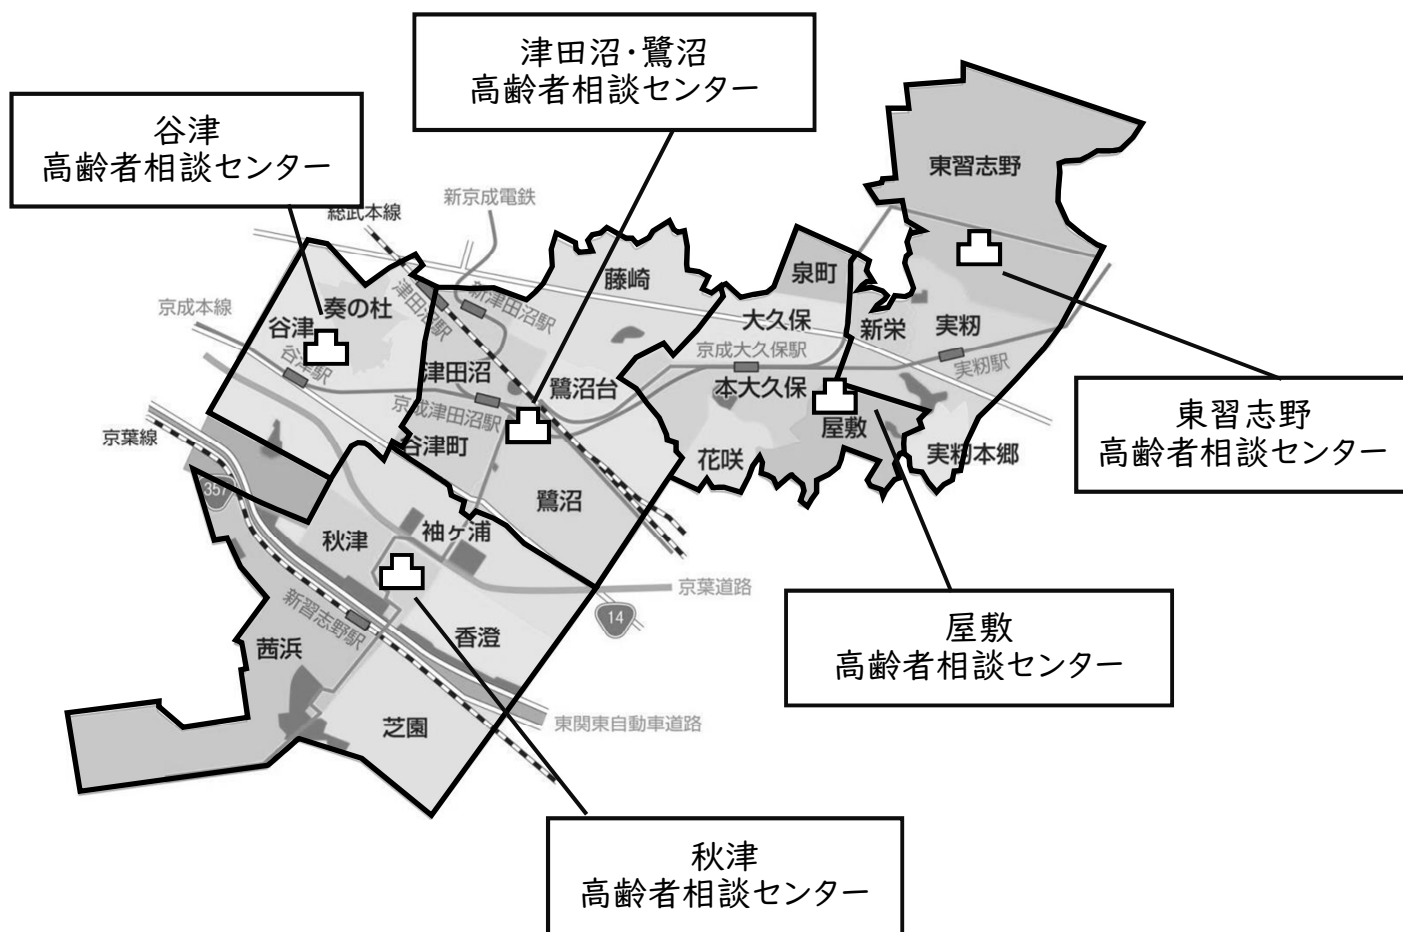 津田沼・鷺沼
高齢者相談センター
谷津
高齢者相談センター
東習志野
新京成電鉄
総武本線
藤崎
泉町
津田沼駅
新津田沼駅
奏の杜
京成本線
谷津
大久保
新栄
実籾
京成大久保駅
谷津駅
津田沼
鷺沼台
本大久保
実籾駅
京成津田沼駅
東習志野
高齢者相談センター
京葉線
谷津町
屋敷
花咲
実籾本郷
357
鷺沼
秋津
袖ヶ浦
京葉道路
新習志野駅
14
屋敷
高齢者相談センター
茜浜
香澄
芝園
東関東自動車道路
秋津
高齢者相談センター